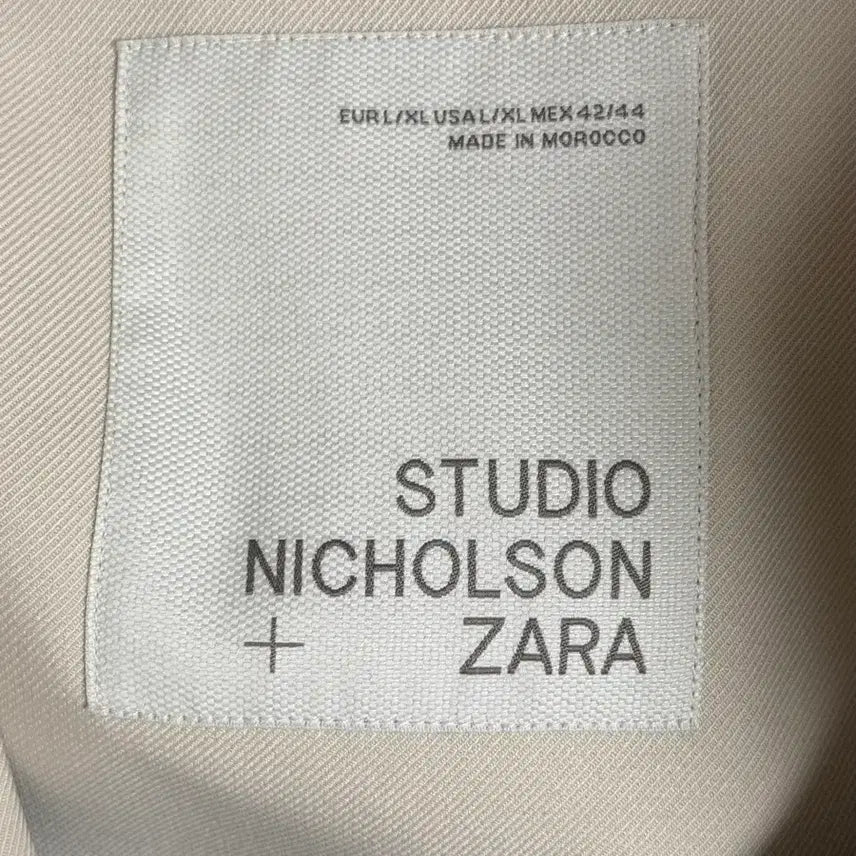 EUR L/XL USA L/XL MEX 42/44
MADE IN MOROCCO
STUDIO
NICHOLSON
+ ZARA